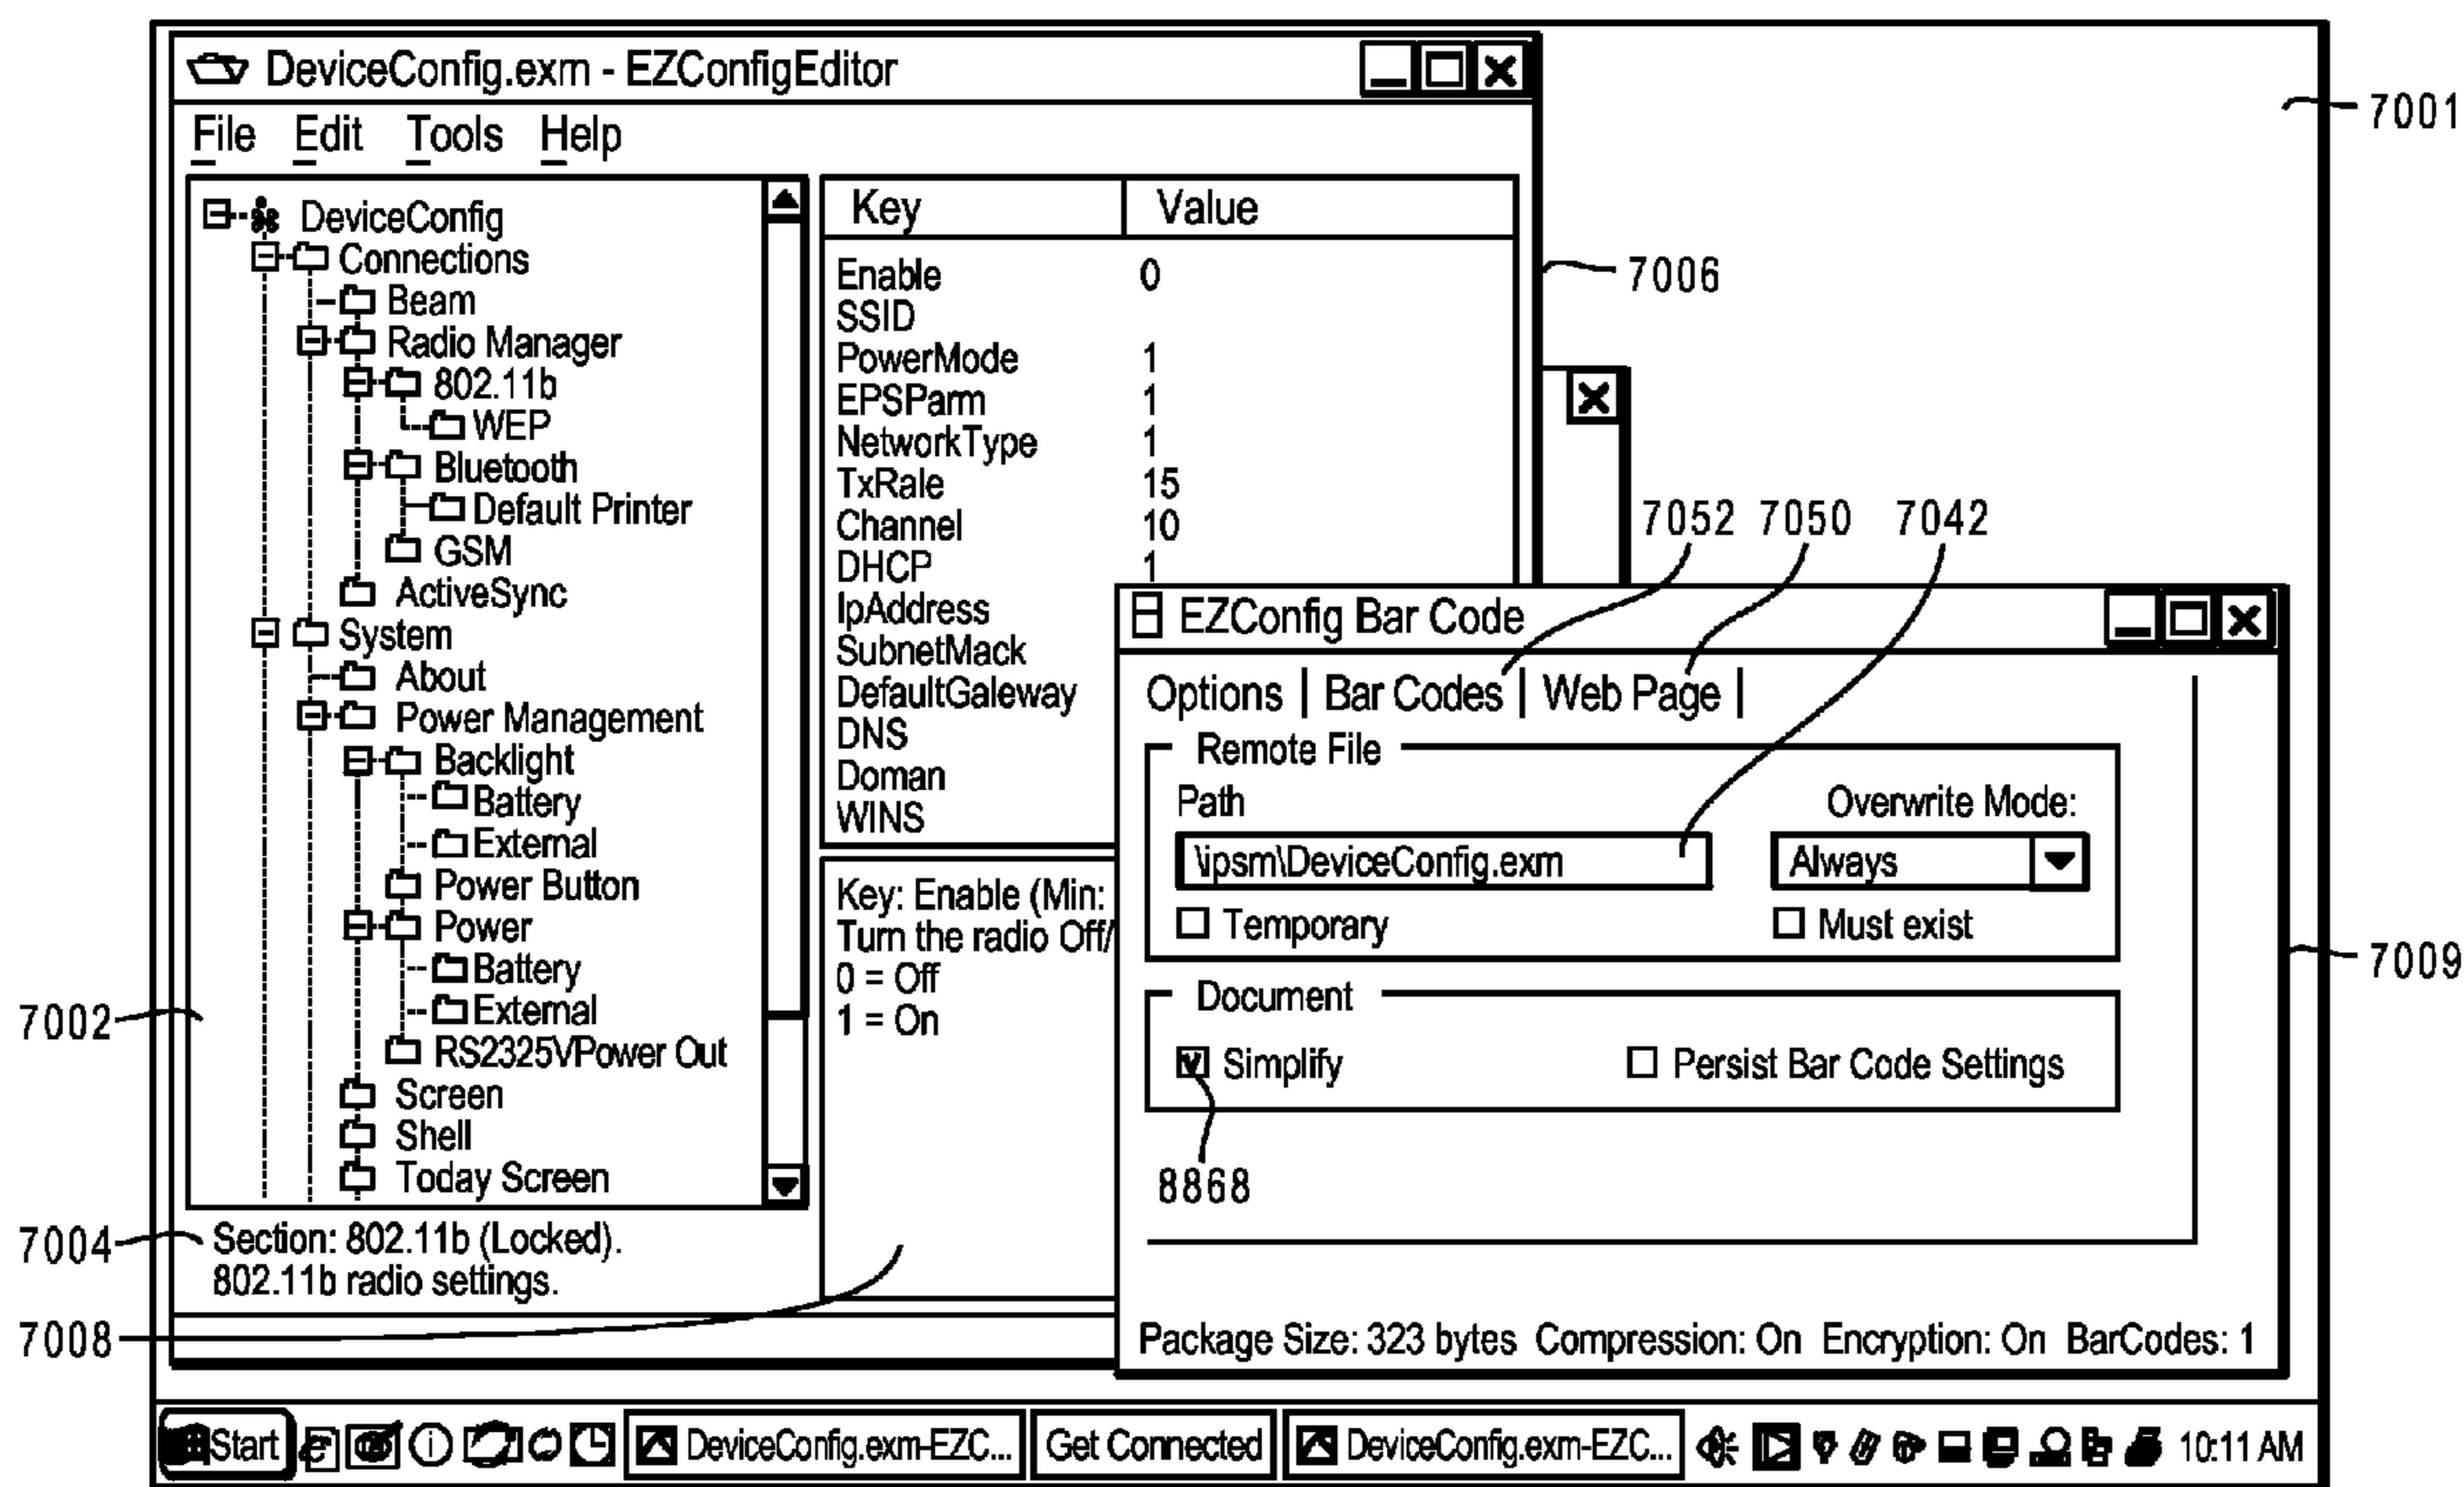 DeviceConfig.exm - EZConfigEditor
File Edit Tools Help
DeviceConfig
Connections
Beam
Radio Manager
802.11b
WEP
Bluetooth
Default Printer
GSM
ActiveSync
System
About
Power Management
Backlight
Battery
External
Power Button
Power
Battery
External
RS2325VPower Out
Screen
Shell
Today Screen
Section: 802.11b (Locked).
802.11b radio settings.
Key Value
Enable 0
SSID
PowerMode 1
EPSParm 1
NetworkType 1
TxRale 15
Channel 10
DHCP 1
IpAddress
SubnetMack
DefaultGaleway
DNS
Doman
WINS
Key: Enable (Min:
Turn the radio Off/
0 = Off
1 = On
7001
7006
7052 7050 7042
EZConfig Bar Code
Options | Bar Codes | Web Page |
Remote File
Path Overwrite Mode:
\ipsm\DeviceConfig.exm Always
Temporary Must exist
7009
Document
Simplify Persist Bar Code Settings
8868
Package Size: 323 bytes Compression: On Encryption: On BarCodes: 1
7002
7004
7008
Start DeviceConfig.exm-EZC... Get Connected DeviceConfig.exm-EZC... 10:11 AM